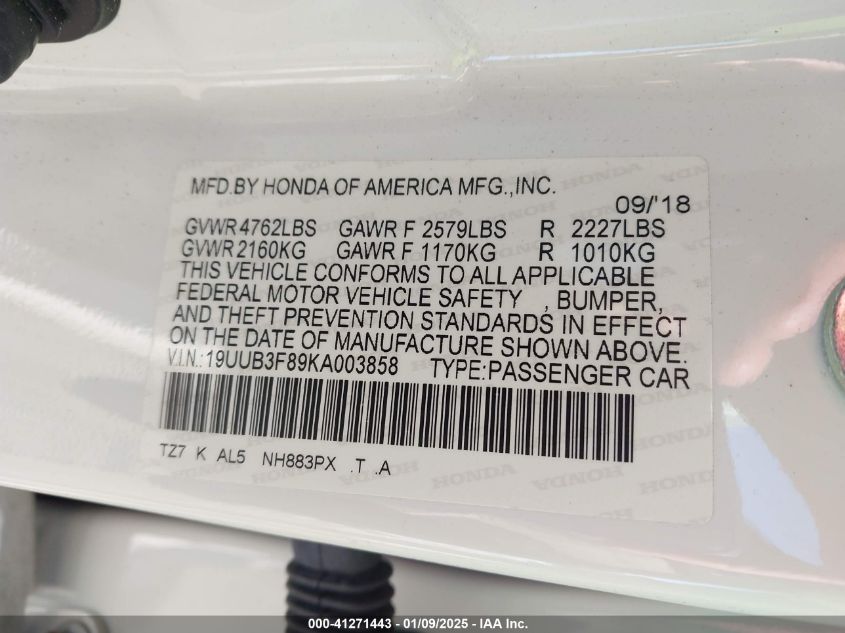 MFD.BY HONDA OF AMERICA MFG.,INC.
09/'18
GVWR 4762LBS GAWR F 2579LBS R 2227LBS
GVWR 2160KG GAWR F 1170KG R 1010KG
THIS VEHICLE CONFORMS TO ALL APPLICABLE
FEDERAL MOTOR VEHICLE SAFETY , BUMPER,
AND THEFT PREVENTION STANDARDS IN EFFECT
ON THE DATE OF MANUFACTURE SHOWN ABOVE.
V.I.N.:19UUB3F89KA003858 TYPE:PASSENGER CAR
TZ7 K AL5 NH883PX .T .A
HONDA HONDA HONDA
000-41271443 - 01/09/2025 - IAA Inc.